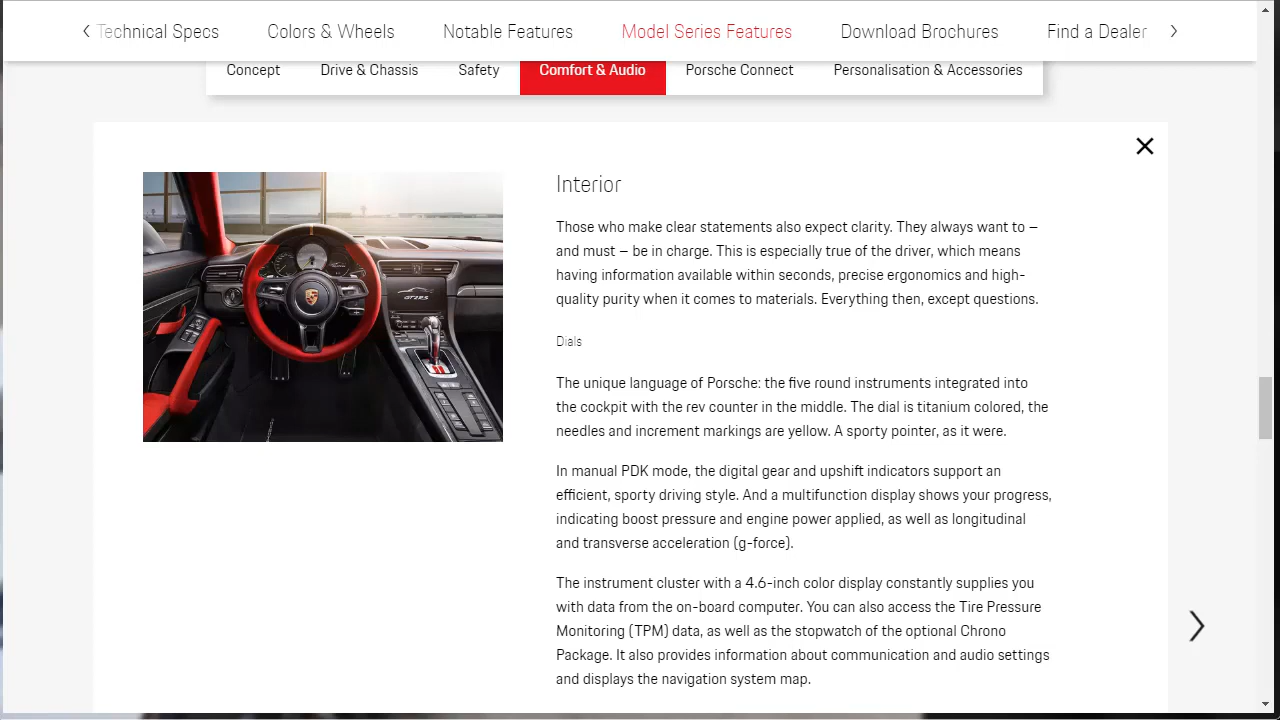 Technical Specs Colors & Wheels Notable Features Model Series Features Download Brochures Find a Dealer
Concept Drive & Chassis Safety Comfort & Audio Porsche Connect Personalisation & Accessories
Interior
Those who make clear statements also expect clarity. They always want to –
and must – be in charge. This is especially true of the driver, which means
having information available within seconds, precise ergonomics and high-
quality purity when it comes to materials. Everything then, except questions.
GT2 RS
Dials
The unique language of Porsche: the five round instruments integrated into
the cockpit with the rev counter in the middle. The dial is titanium colored, the
needles and increment markings are yellow. A sporty pointer, as it were.
In manual PDK mode, the digital gear and upshift indicators support an
efficient, sporty driving style. And a multifunction display shows your progress,
indicating boost pressure and engine power applied, as well as longitudinal
and transverse acceleration (g-force).
The instrument cluster with a 4.6-inch color display constantly supplies you
with data from the on-board computer. You can also access the Tire Pressure
Monitoring (TPM) data, as well as the stopwatch of the optional Chrono
Package. It also provides information about communication and audio settings
and displays the navigation system map.